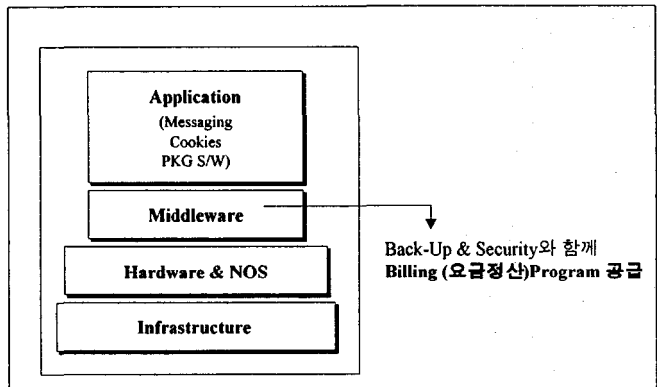 Application
(Messaging
Cookies
PKG S/W)
Middleware
Hardware & NOS
Infrastructure
Back-Up & Security와 함께
Billing (요금정산)Program 공급